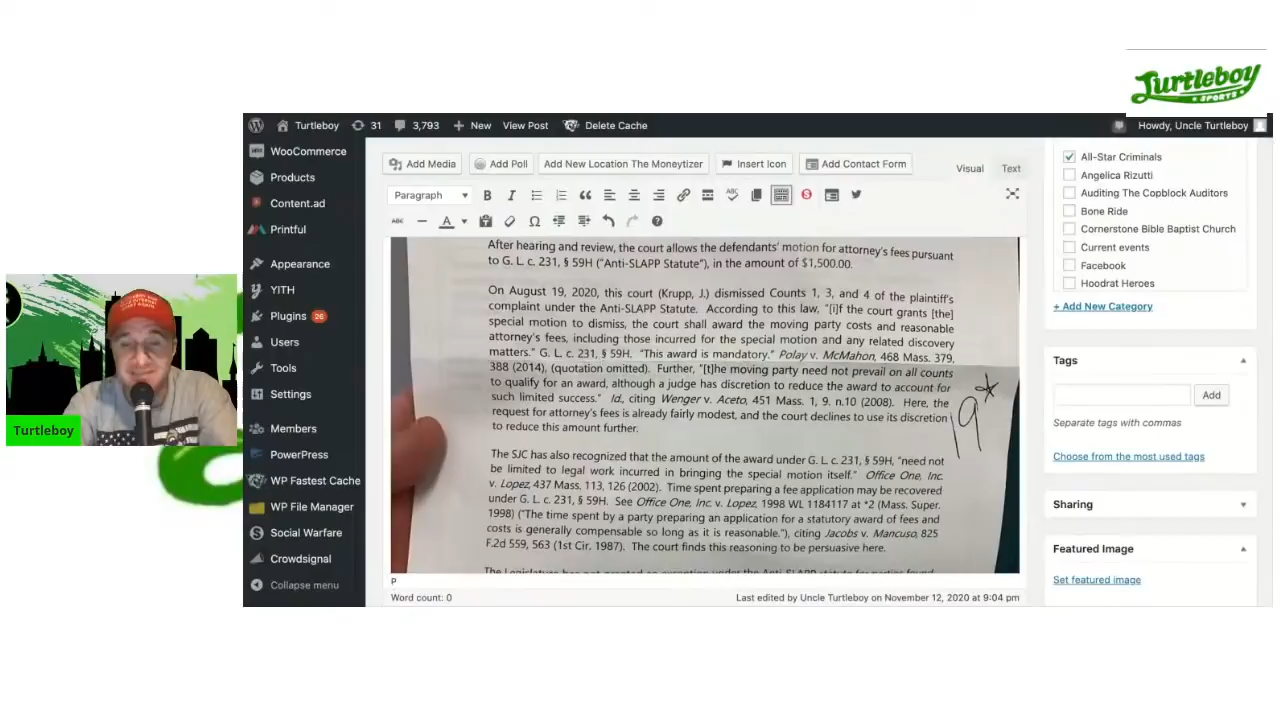 Turtleboy
SPORTS
Turtleboy 31 3,793 New View Post Delete Cache Howdy, Uncle Turtleboy
WooCommerce
Products
Content.ad
Printful
Appearance
YITH
Plugins 26
Users
Tools
Settings
Members
PowerPress
WP Fastest Cache
WP File Manager
Social Warfare
Crowdsignal
Collapse menu
Turtleboy
Add Media Add Poll Add New Location The Moneytizer Insert Icon Add Contact Form Visual Text
Paragraph B I ABC
ABC A
After hearing and review, the court allows the defendants' motion for attorney's fees pursuant
to G. L. c. 231, § 59H ("Anti-SLAPP Statute"), in the amount of $1,500.00.
On August 19, 2020, this court (Krupp, J.) dismissed Counts 1, 3, and 4 of the plaintiff's
complaint under the Anti-SLAPP Statute. According to this law, "[i]f the court grants [the]
special motion to dismiss, the court shall award the moving party costs and reasonable
attorney's fees, including those incurred for the special motion and any related discovery
matters." G. L. c. 231, § 59H. "This award is mandatory." Polay v. McMahon, 468 Mass. 379,
388 (2014), (quotation omitted). Further, "[t]he moving party need not prevail on all counts
to qualify for an award, although a judge has discretion to reduce the award to account for
such limited success." Id., citing Wenger v. Aceto, 451 Mass. 1, 9. n.10 (2008). Here, the
request for attorney's fees is already fairly modest, and the court declines to use its discretion
to reduce this amount further.
19*
The SJC has also recognized that the amount of the award under G. L. c. 231, § 59H, "need not
be limited to legal work incurred in bringing the special motion itself." Office One, Inc.
v. Lopez, 437 Mass. 113, 126 (2002). Time spent preparing a fee application may be recovered
under G. L. c. 231, § 59H. See Office One, Inc. v. Lopez, 1998 WL 1184117 at *2 (Mass. Super.
1998) ("The time spent by a party preparing an application for a statutory award of fees and
costs is generally compensable so long as it is reasonable."), citing Jacobs v. Mancuso, 825
F.2d 559, 563 (1st Cir. 1987). The court finds this reasoning to be persuasive here.
P
Word count: 0 Last edited by Uncle Turtleboy on November 12, 2020 at 9:04 pm
All-Star Criminals
Angelica Rizutti
Auditing The Copblock Auditors
Bone Ride
Cornerstone Bible Baptist Church
Current events
Facebook
Hoodrat Heroes
+ Add New Category
Tags
Add
Separate tags with commas
Choose from the most used tags
Sharing
Featured Image
Set featured image